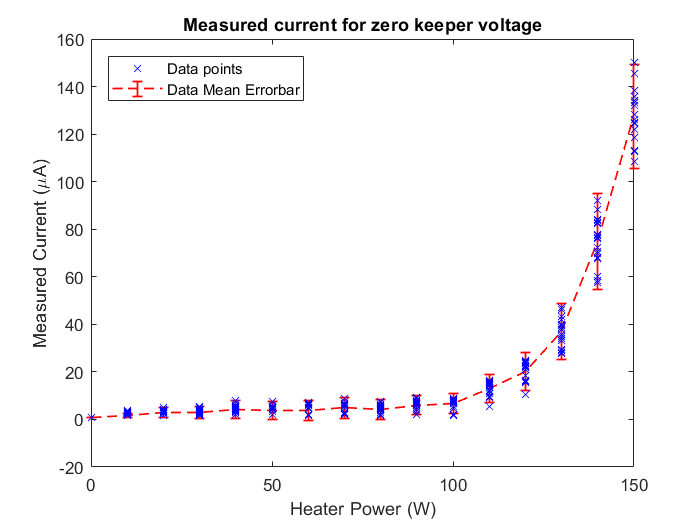 Measured current for zero keeper voltage
160
140
120
100
80
60
40
20
0
-20
Measured Current (μA)
Data points
Data Mean Errorbar
0
50
100
150
Heater Power (W)